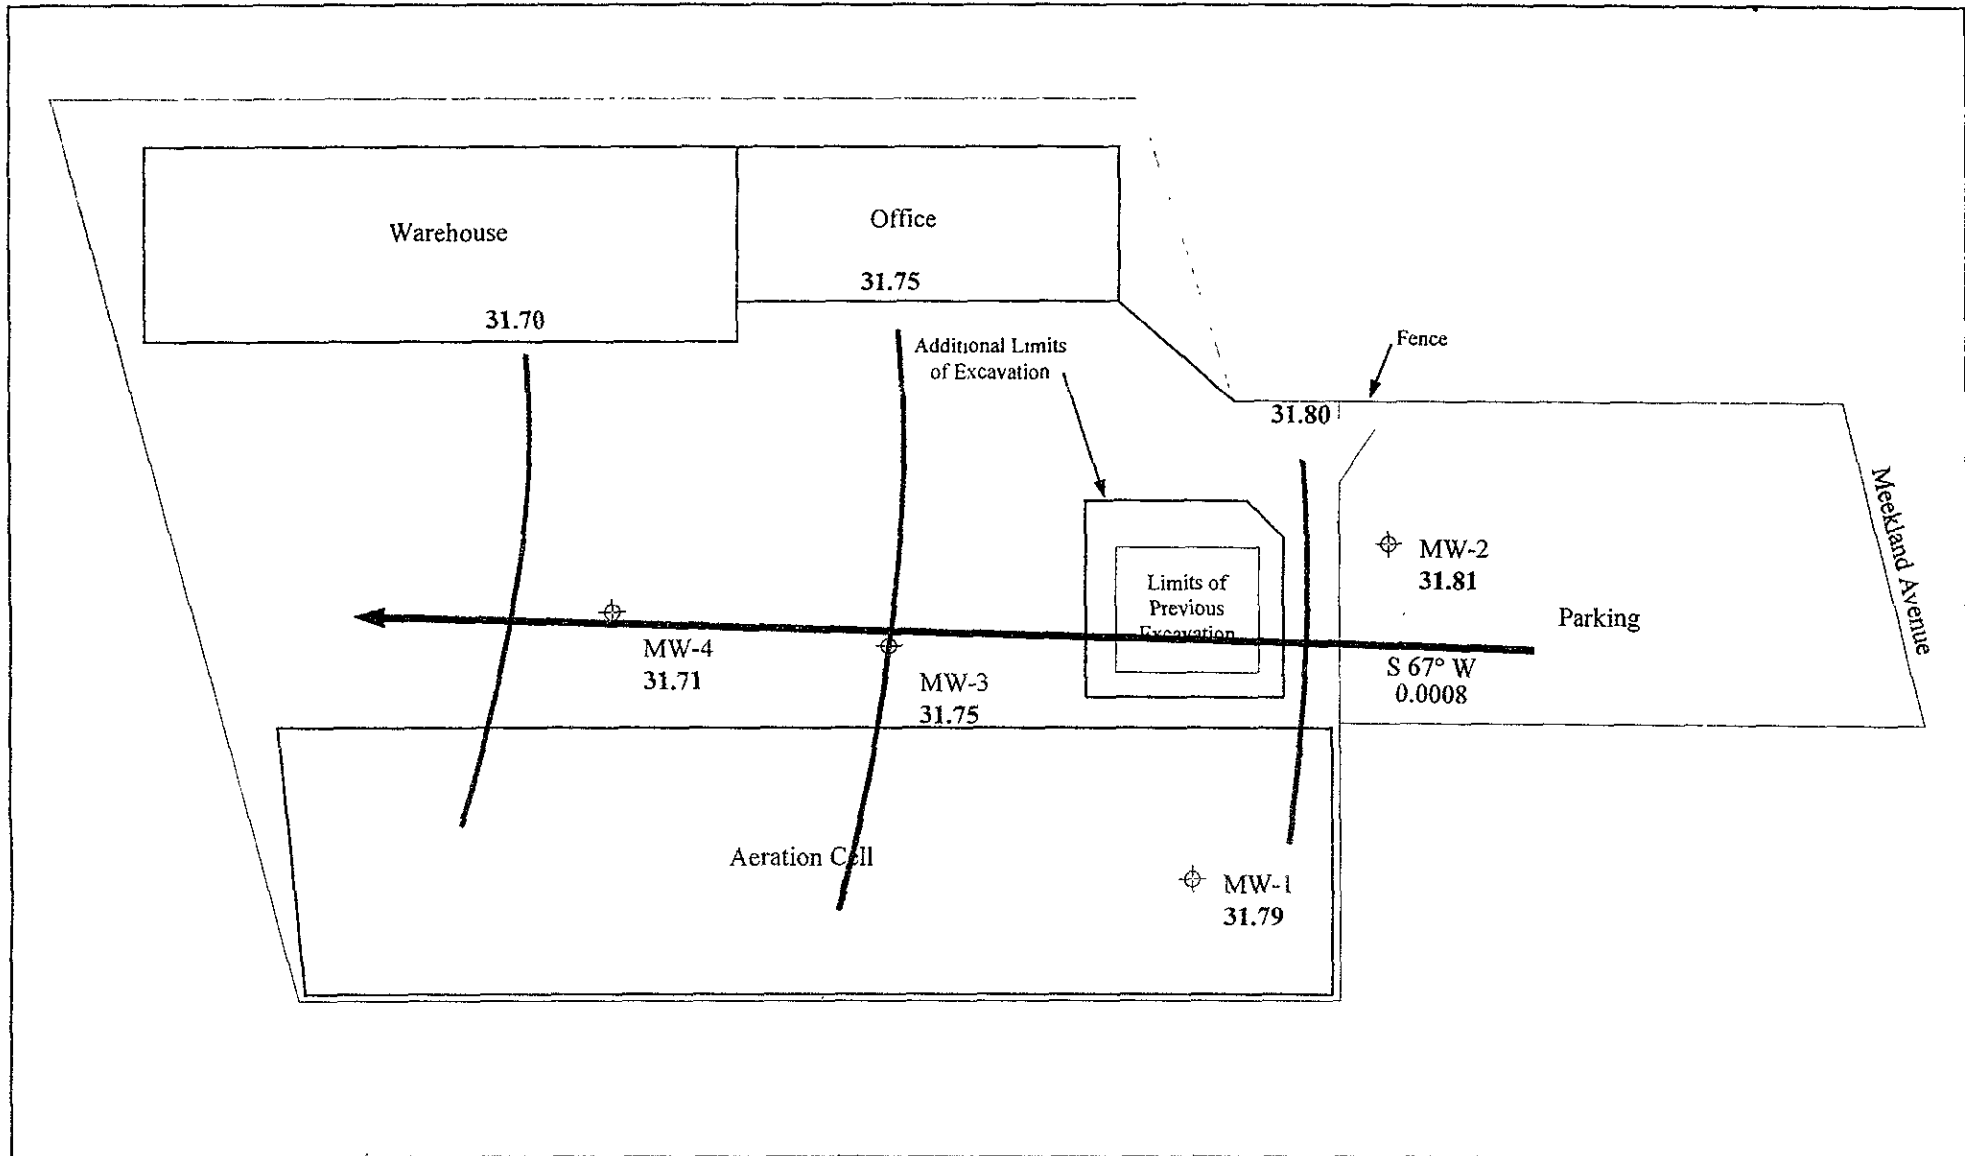 Warehouse
Office
31.75
31.70
Additional Limits
of Excavation
Fence
31.80
Meekland Avenue
MW-2
31.81
Limits of
Previous
Excavation
Parking
MW-4
31.71
MW-3
31.75
S 67° W
0.0008
Aeration Cell
MW-1
31.79